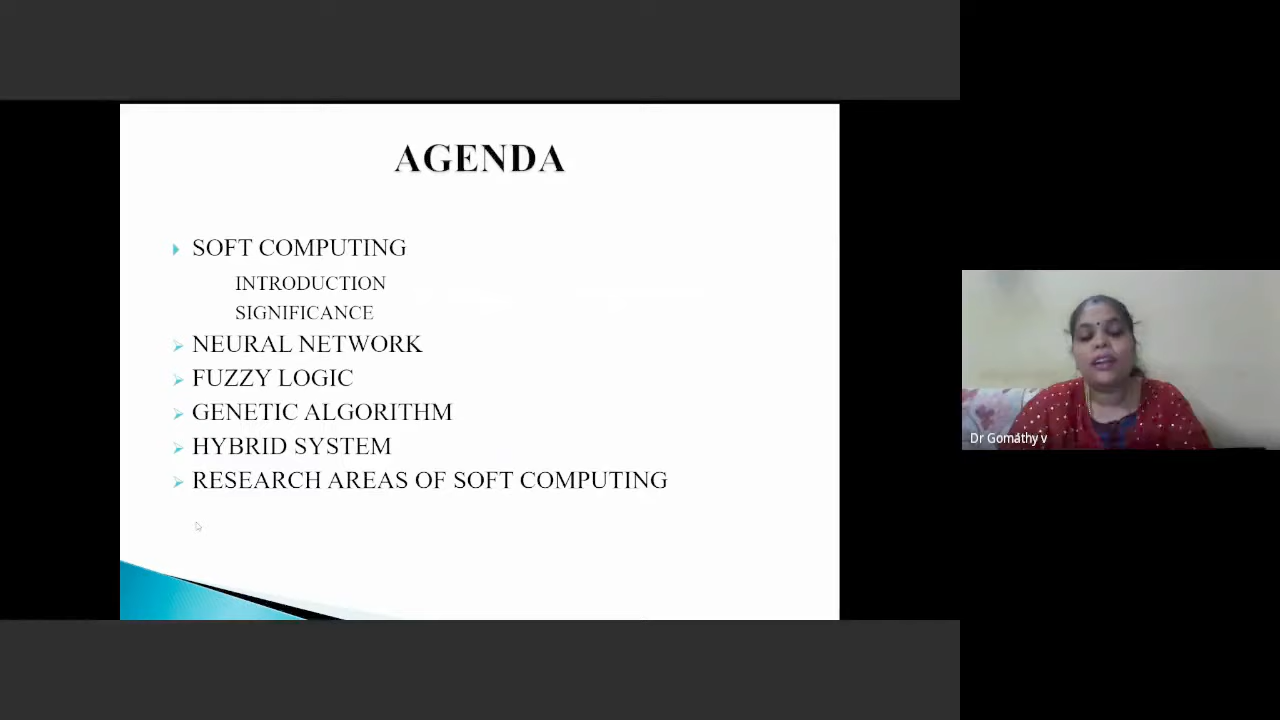 AGENDA
SOFT COMPUTING
INTRODUCTION
SIGNIFICANCE
NEURAL NETWORK
FUZZY LOGIC
GENETIC ALGORITHM
HYBRID SYSTEM
RESEARCH AREAS OF SOFT COMPUTING
Dr Gomathy v